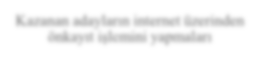 Kazanan adayların internet üzerinden
önkayıt işlemini yapmaları